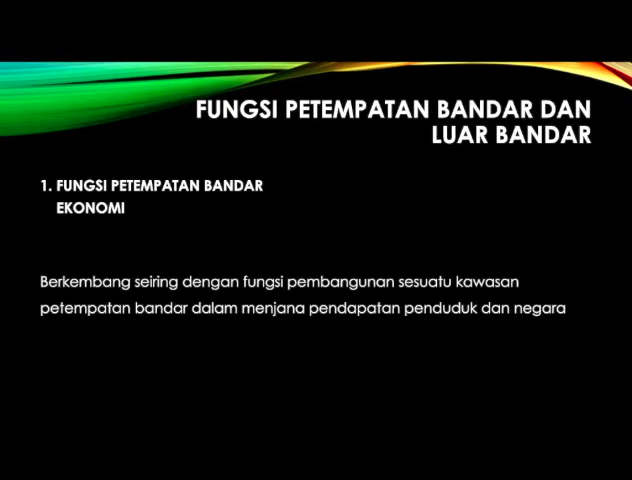 FUNGSI PETEMPATAN BANDAR DAN
LUAR BANDAR
1. FUNGSI PETEMPATAN BANDAR
EKONOMI
Berkembang seiring dengan fungsi pembangunan sesuatu kawasan
petempatan bandar dalam menjana pendapatan penduduk dan negara